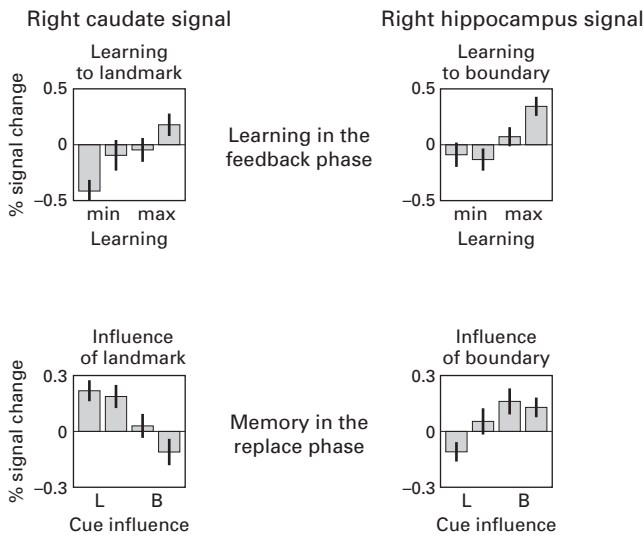 Right caudate signal
Right hippocampus signal
Learning
to landmark
0.5
0
−0.5
% signal change
min max
Learning
Learning in the
feedback phase
Learning
to boundary
0.5
0
−0.5
min max
Learning
Influence
of landmark
0.3
0
−0.3
% signal change
L B
Cue influence
Memory in the
replace phase
Influence
of boundary
0.3
0
−0.3
L B
Cue influence